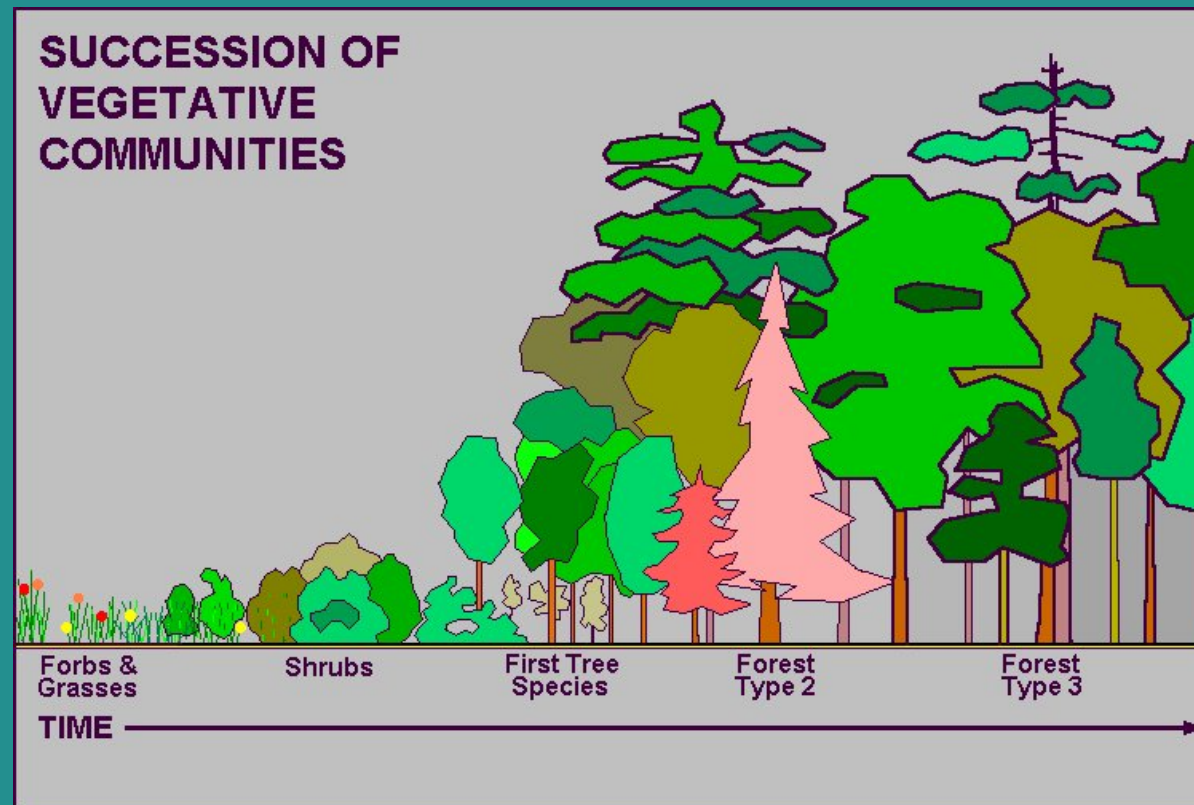 SUCCESSION OF
VEGETATIVE
COMMUNITIES
Forbs &
Grasses
Shrubs
First Tree
Species
Forest
Type 2
Forest
Type 3
TIME